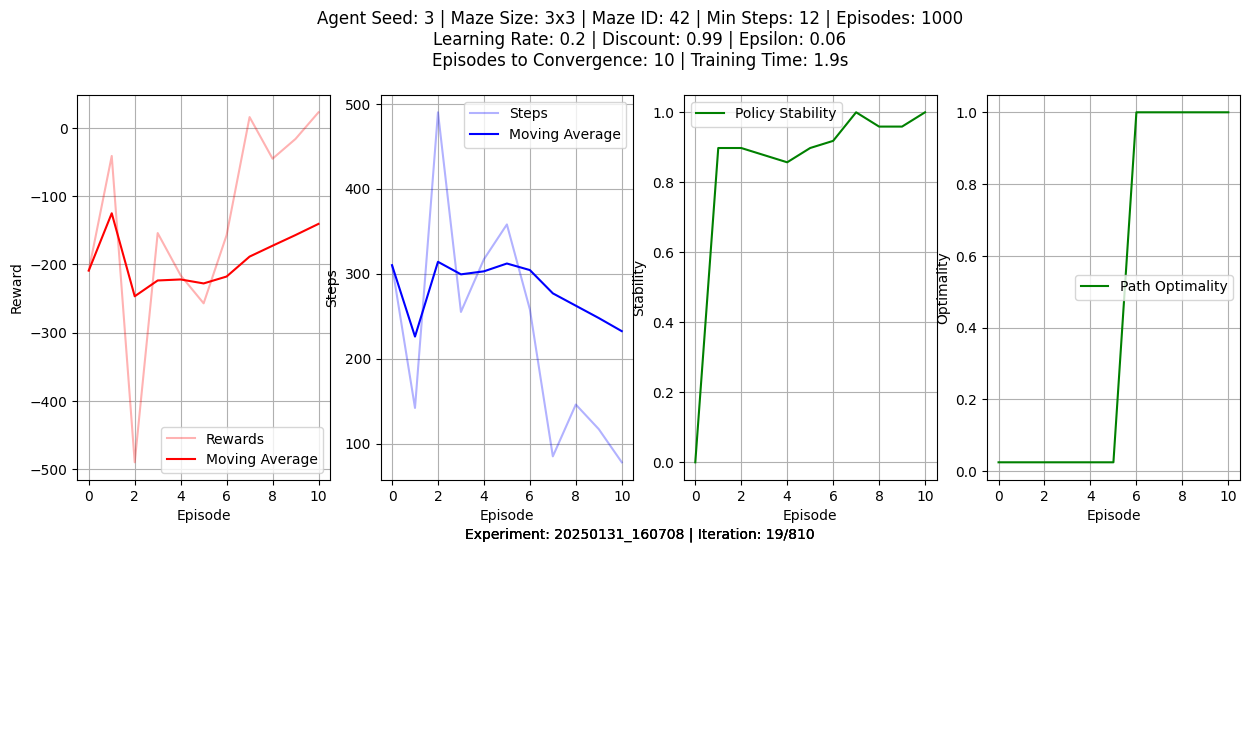 Agent Seed: 3 | Maze Size: 3x3 | Maze ID: 42 | Min Steps: 12 | Episodes: 1000
Learning Rate: 0.2 | Discount: 0.99 | Epsilon: 0.06
Episodes to Convergence: 10 | Training Time: 1.9s
Reward
0
−100
−200
−300
−400
−500
Rewards
Moving Average
0 2 4 6 8 10
Episode
Steps
500
400
300
200
100
Steps
Moving Average
0 2 4 6 8 10
Episode
Stability
1.0
0.8
0.6
0.4
0.2
0.0
Policy Stability
0 2 4 6 8 10
Episode
Optimality
1.0
0.8
0.6
0.4
0.2
0.0
Path Optimality
0 2 4 6 8 10
Episode
Experiment: 20250131_160708 | Iteration: 19/810